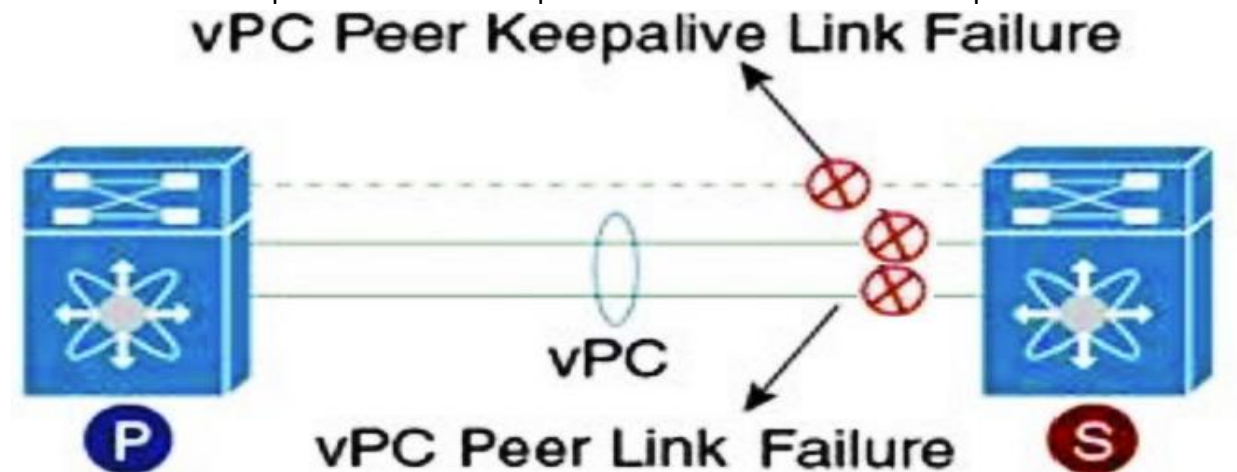 vPC Peer Keepalive Link Failure
vPC
P
vPC Peer Link Failure
S